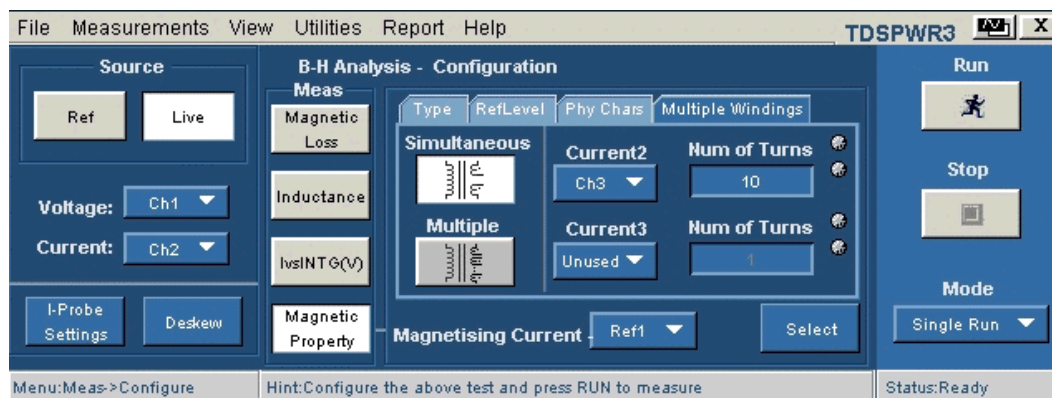 File Measurements View Utilities Report Help
TDSPWR3
X
Source
Ref
Live
Voltage:
Ch1
Current:
Ch2
I-Probe
Settings
Deskew
B-H Analysis - Configuration
Meas
Magnetic
Loss
Inductance
IvsINTG(V)
Magnetic
Property
Type
RefLevel
Phy Chars
Multiple Windings
Simultaneous
Multiple
Current2
Ch3
Num of Turns
10
Current3
Unused
Num of Turns
1
Magnetising Current
Ref1
Select
Run
Stop
Mode
Single Run
Menu:Meas->Configure
Hint:Configure the above test and press RUN to measure
Status:Ready